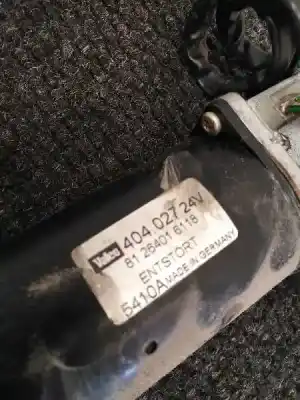 Valeo 404 027 24V
81 26401 6118
ENTSTÖRT
5410A MADE IN GERMANY